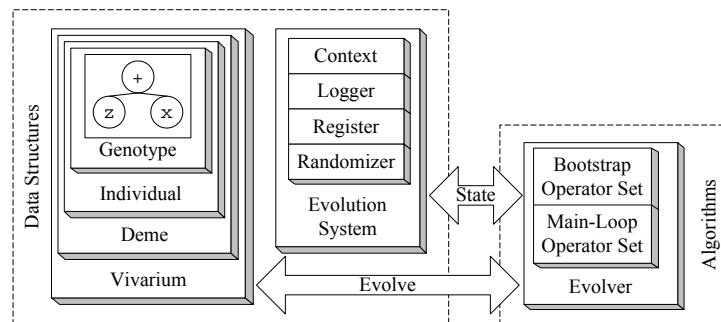 Data Structures
+
z
x
Genotype
Individual
Deme
Vivarium
Context
Logger
Register
Randomizer
Evolution
System
State
Evolve
Bootstrap
Operator Set
Main-Loop
Operator Set
Evolver
Algorithms